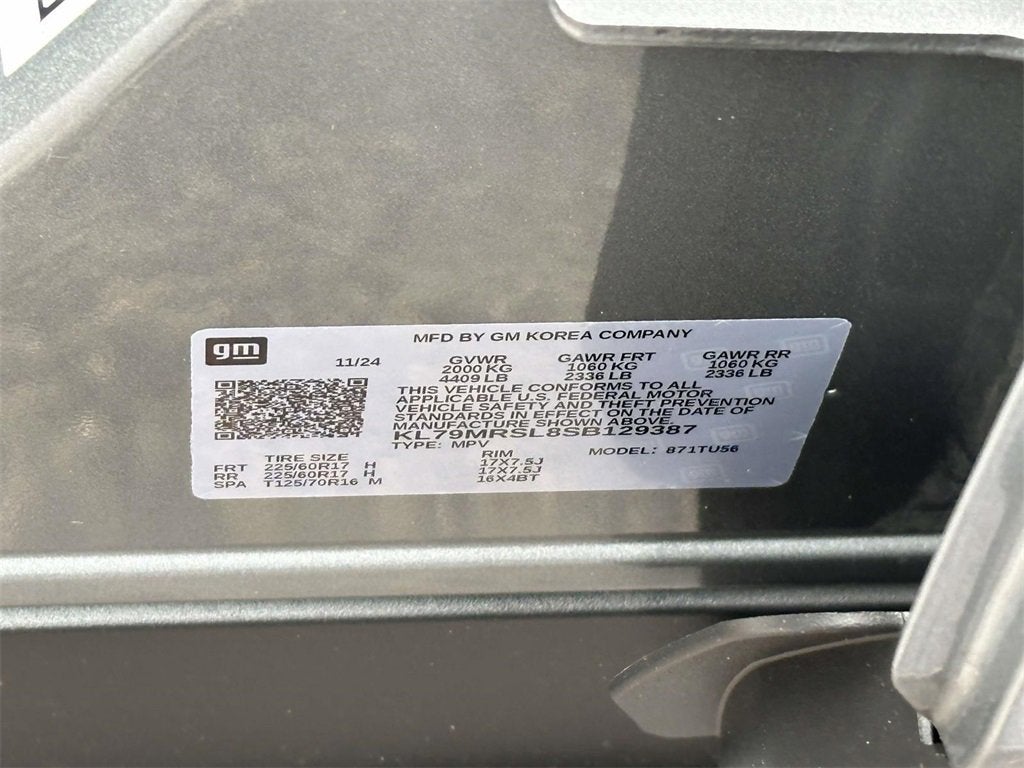 gm
MFD BY GM KOREA COMPANY
11/24 GVWR GAWR FRT GAWR RR
2000 KG 1060 KG 1060 KG
4409 LB 2336 LB 2336 LB
THIS VEHICLE CONFORMS TO ALL
APPLICABLE U.S. FEDERAL MOTOR
VEHICLE SAFETY AND THEFT PREVENTION
STANDARDS IN EFFECT ON THE DATE OF
MANUFACTURE SHOWN ABOVE.
KL79MRSL8SB129387
TYPE: MPV MODEL: 871TU56
TIRE SIZE RIM
FRT 225/60R17 H 17X7.5J
RR 225/60R17 H 17X7.5J
SPA T125/70R16 M 16X4BT